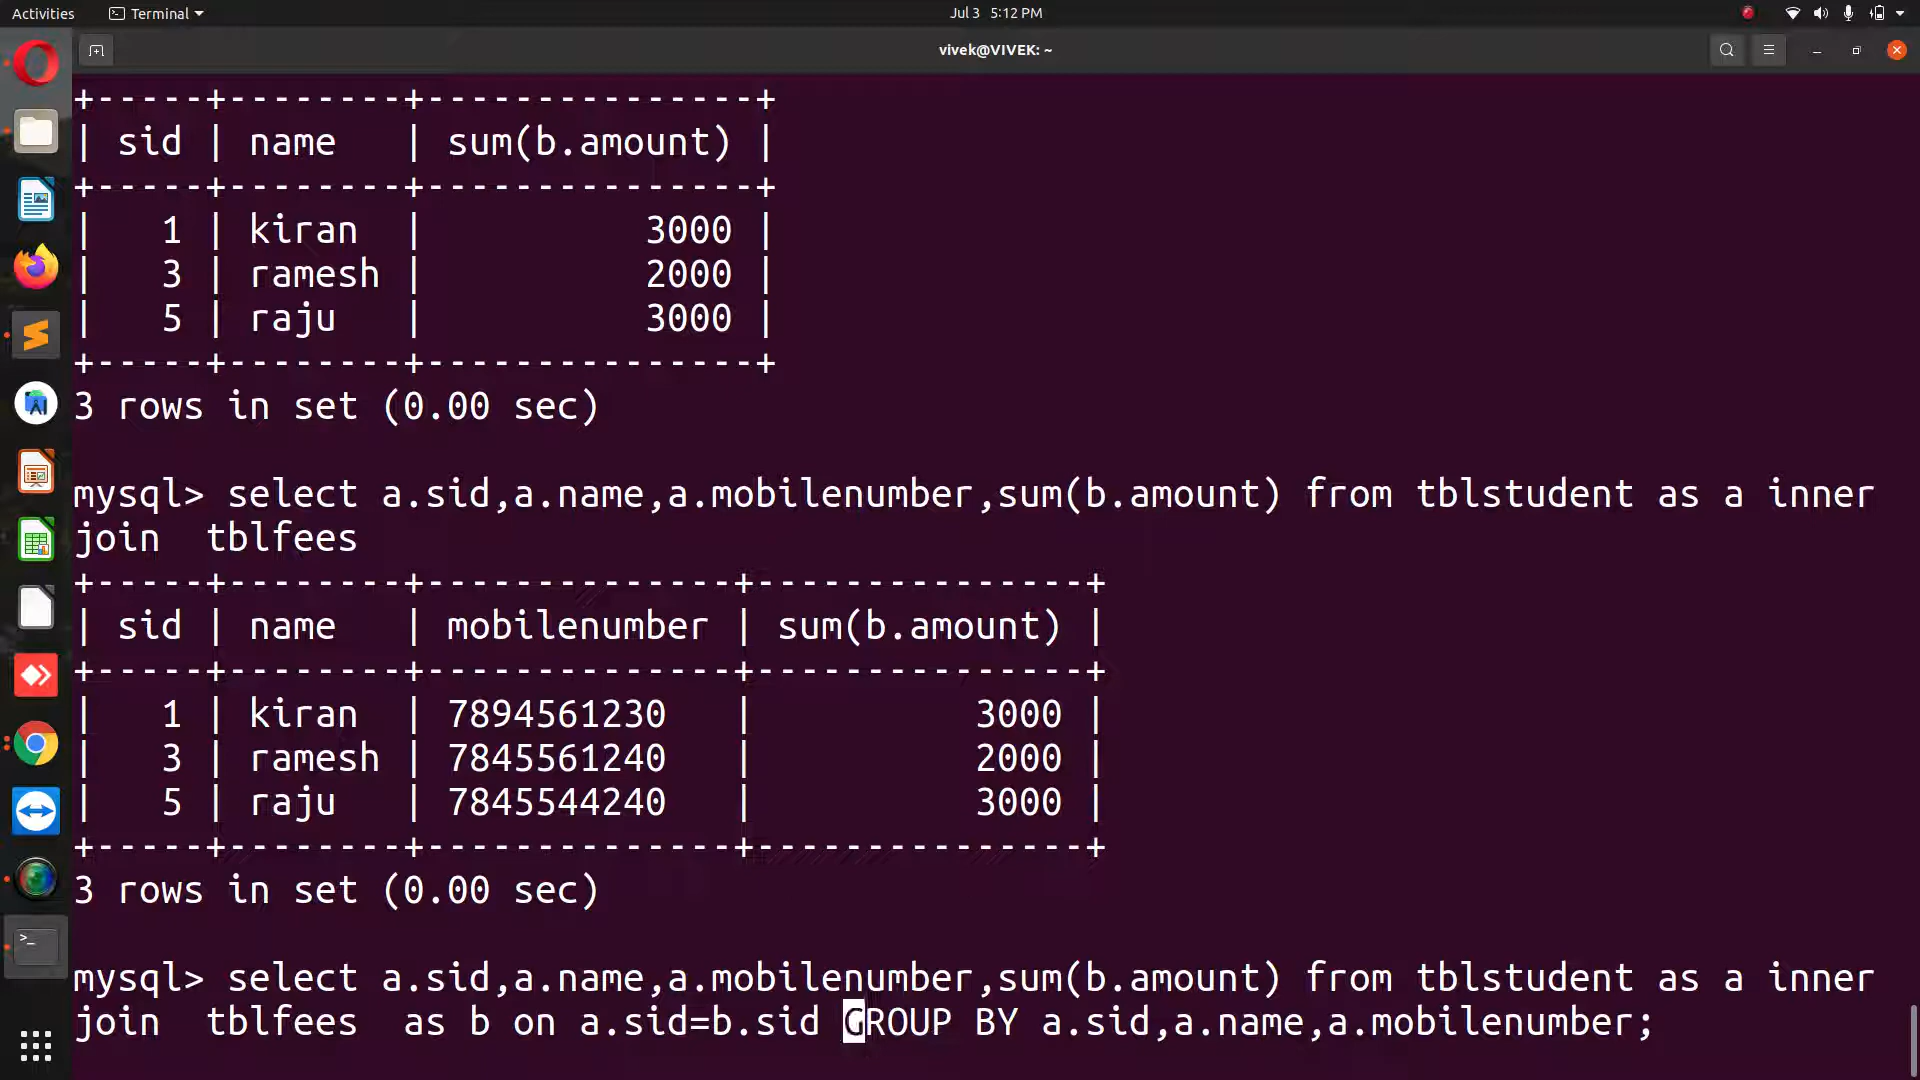 Activities Terminal Jul 3 5:12 PM
vivek@VIVEK: ~
+-----+--------+---------------+
| sid | name   | sum(b.amount) |
+-----+--------+---------------+
|   1 | kiran  |          3000 |
|   3 | ramesh |          2000 |
|   5 | raju   |          3000 |
+-----+--------+---------------+
3 rows in set (0.00 sec)
mysql> select a.sid,a.name,a.mobilenumber,sum(b.amount) from tblstudent as a inner
join  tblfees
+-----+--------+--------------+---------------+
| sid | name   | mobilenumber | sum(b.amount) |
+-----+--------+--------------+---------------+
|   1 | kiran  | 7894561230   |          3000 |
|   3 | ramesh | 7845561240   |          2000 |
|   5 | raju   | 7845544240   |          3000 |
+-----+--------+--------------+---------------+
3 rows in set (0.00 sec)
mysql> select a.sid,a.name,a.mobilenumber,sum(b.amount) from tblstudent as a inner
join  tblfees  as b on a.sid=b.sid GROUP BY a.sid,a.name,a.mobilenumber;